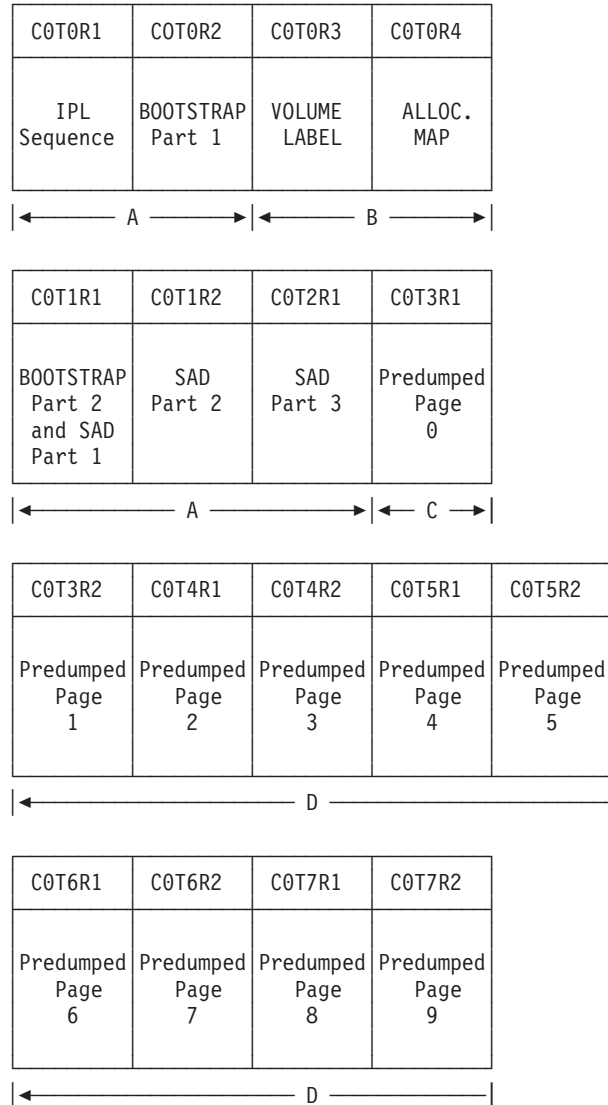 C0T0R1 COT0R2 C0T0R3 C0T0R4
IPL BOOTSTRAP VOLUME ALLOC.
Sequence Part 1 LABEL MAP
A B
C0T1R1 C0T1R2 C0T2R1 C0T3R1
BOOTSTRAP SAD SAD Predumped
Part 2 Part 2 Part 3 Page
and SAD 0
Part 1
A C
C0T3R2 C0T4R1 C0T4R2 C0T5R1 C0T5R2
Predumped Predumped Predumped Predumped Predumped
Page Page Page Page Page
1 2 3 4 5
D
C0T6R1 C0T6R2 C0T7R1 C0T7R2
Predumped Predumped Predumped Predumped
Page Page Page Page
6 7 8 9
D